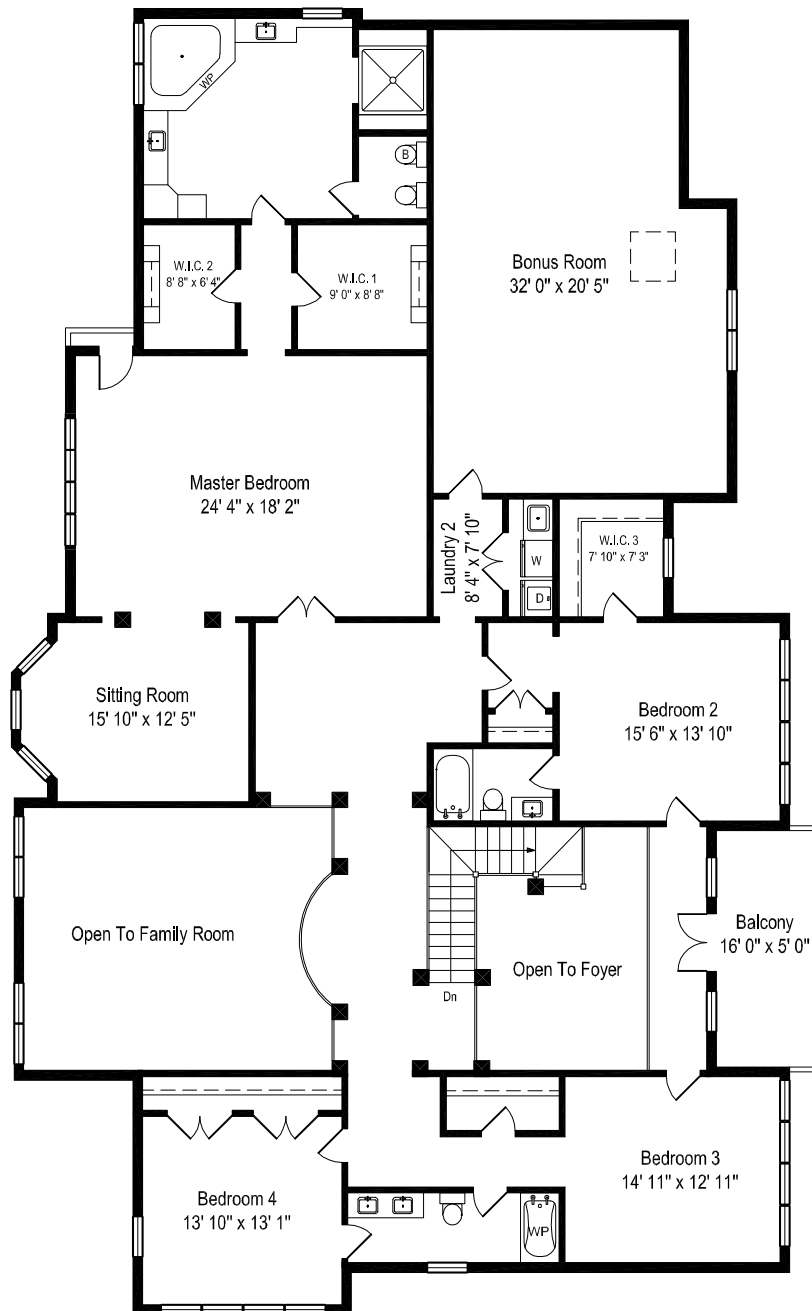 WP
B
W.I.C. 2
8' 8" x 6' 4"
W.I.C. 1
9' 0" x 8' 8"
Bonus Room
32' 0" x 20' 5"
Master Bedroom
24' 4" x 18' 2"
Laundry 2
8' 4" x 7' 10"
W
D
W.I.C. 3
7' 10" x 7' 3"
Sitting Room
15' 10" x 12' 5"
Bedroom 2
15' 6" x 13' 10"
Open To Family Room
Dn
Open To Foyer
Balcony
16' 0" x 5' 0"
Bedroom 4
13' 10" x 13' 1"
Bedroom 3
14' 11" x 12' 11"
WP